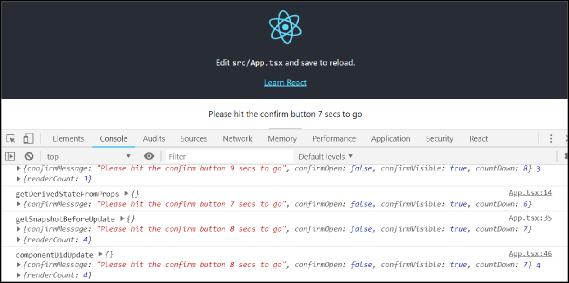 Edit src/App.tsx and save to reload.
Learn React
Please hit the confirm button 7 secs to go
Elements Console Audits Sources Network Memory Performance Application Security React
top Filter Default levels
{confirmMessage: "Please hit the confirm button 9 secs to go", confirmOpen: false, confirmVisible: true, countDown: 8} 3
{renderCount: 3}
getDerivedStateFromProps {} App.tsx:14
{confirmMessage: "Please hit the confirm button 7 secs to go", confirmOpen: false, confirmVisible: true, countDown: 6}
getSnapshotBeforeUpdate {} App.tsx:35
{confirmMessage: "Please hit the confirm button 8 secs to go", confirmOpen: false, confirmVisible: true, countDown: 7}
{renderCount: 4}
componentDidUpdate {} App.tsx:46
{confirmMessage: "Please hit the confirm button 8 secs to go", confirmOpen: false, confirmVisible: true, countDown: 7} 4
{renderCount: 4}